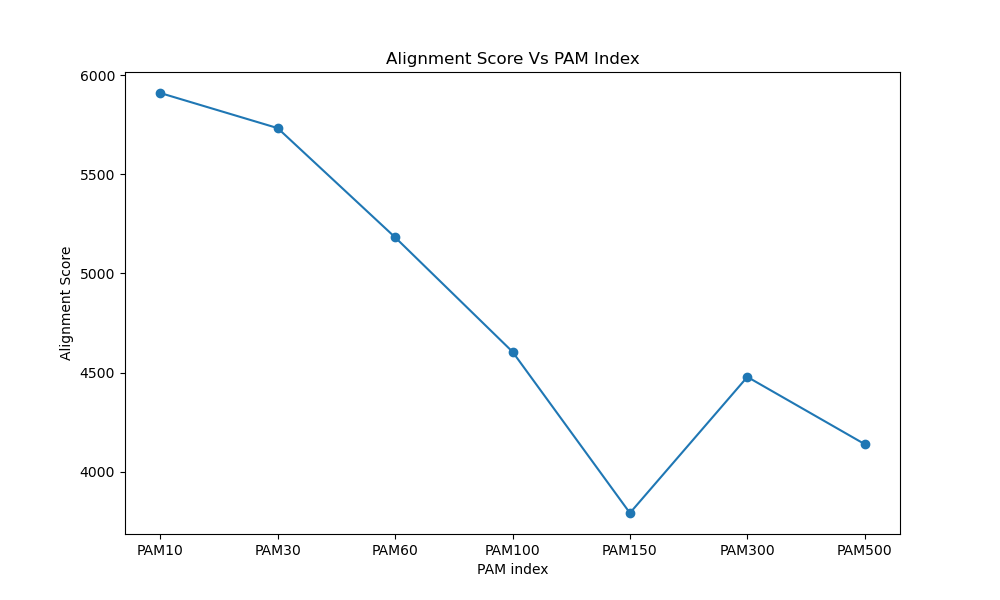 Alignment Score Vs PAM Index
6000
5500
5000
4500
4000
Alignment Score
PAM10 PAM30 PAM60 PAM100 PAM150 PAM300 PAM500
PAM index